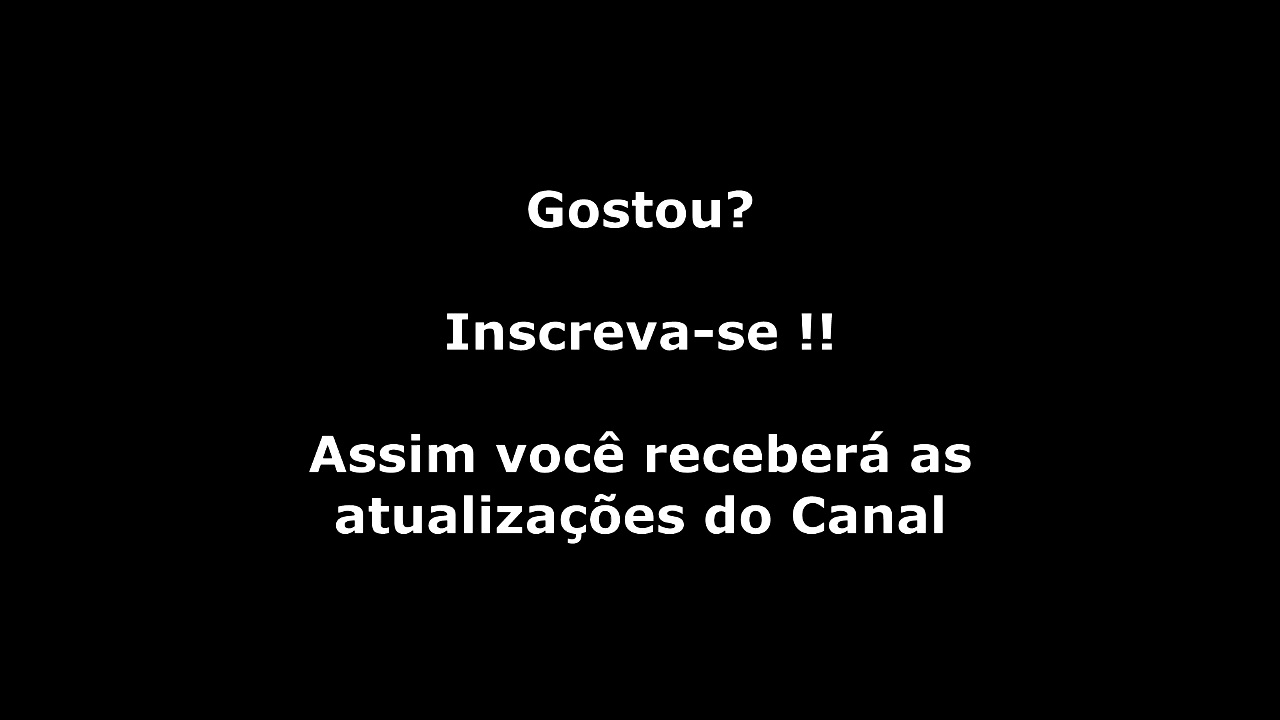 Gostou?
Inscreva-se !!
Assim você receberá as
atualizações do Canal